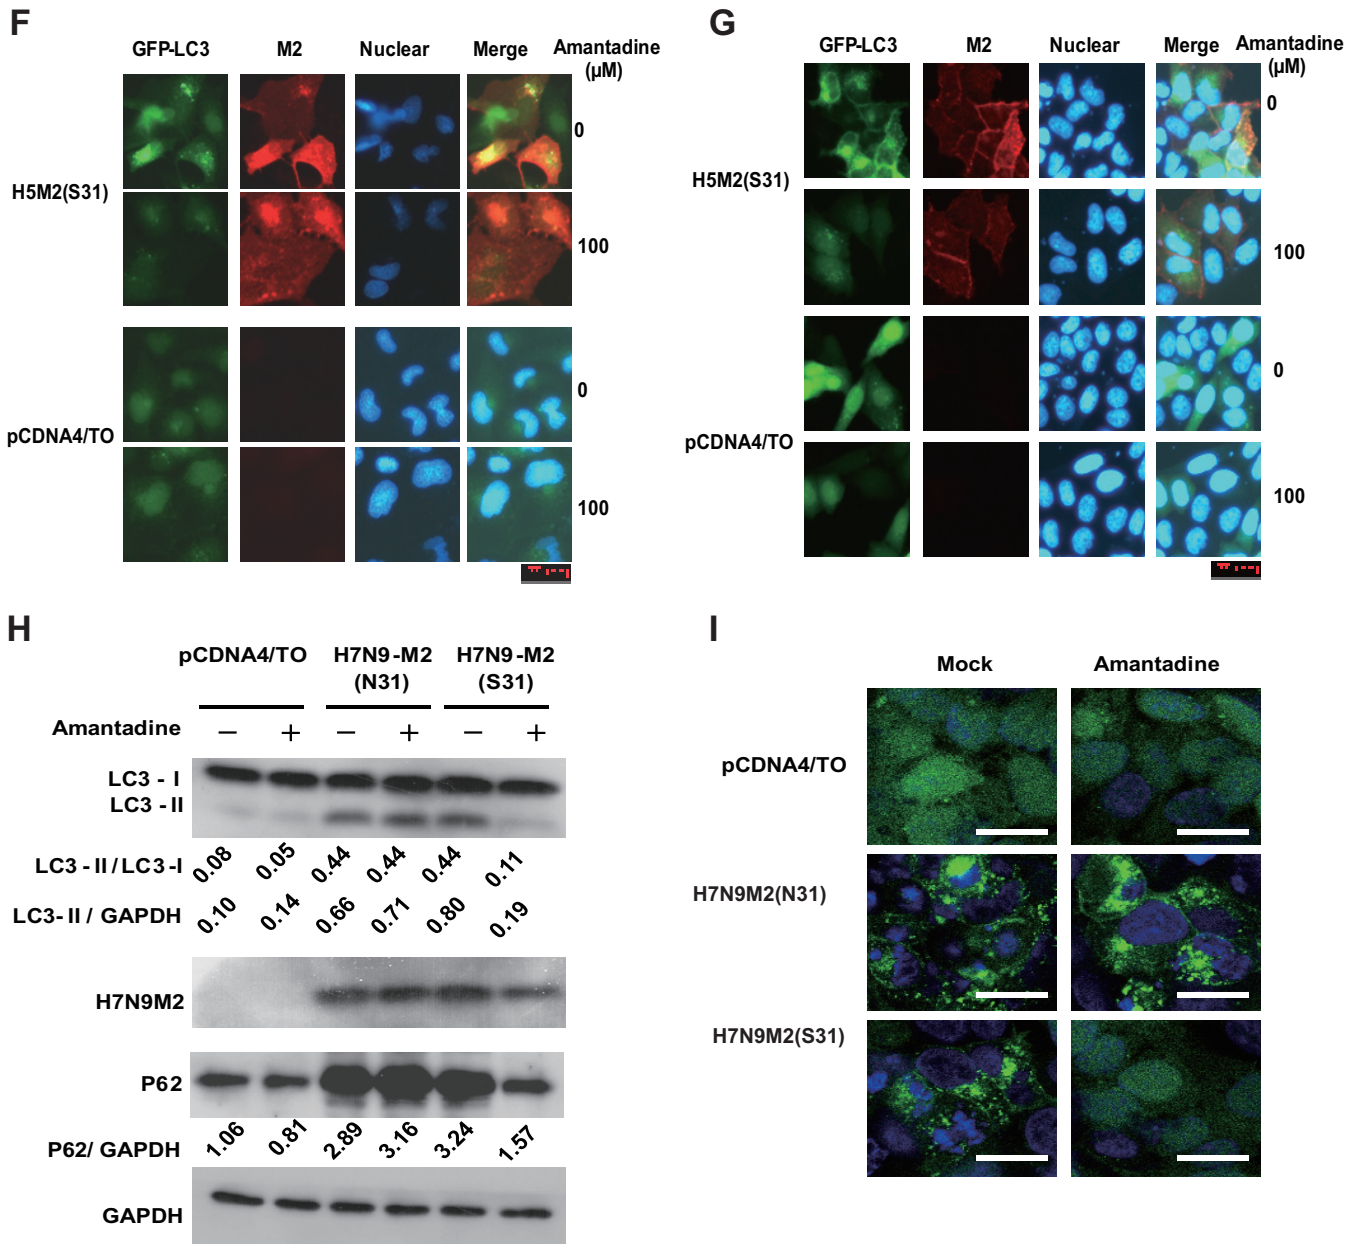 F
GFP-LC3 M2 Nuclear Merge Amantadine
(µM)
0
H5M2(S31)
100
0
pCDNA4/TO
100
G
GFP-LC3 M2 Nuclear Merge Amantadine
(µM)
0
H5M2(S31)
100
0
pCDNA4/TO
100
H
pCDNA4/TO H7N9-M2 H7N9-M2
(N31) (S31)
Amantadine − + − + − +
LC3 - I
LC3 - II
LC3 - II / LC3-I 0.08 0.05 0.44 0.44 0.44 0.11
LC3- II / GAPDH 0.10 0.14 0.66 0.71 0.80 0.19
H7N9M2
P62
P62/ GAPDH 1.06 0.81 2.89 3.16 3.24 1.57
GAPDH
I
Mock Amantadine
pCDNA4/TO
H7N9M2(N31)
H7N9M2(S31)